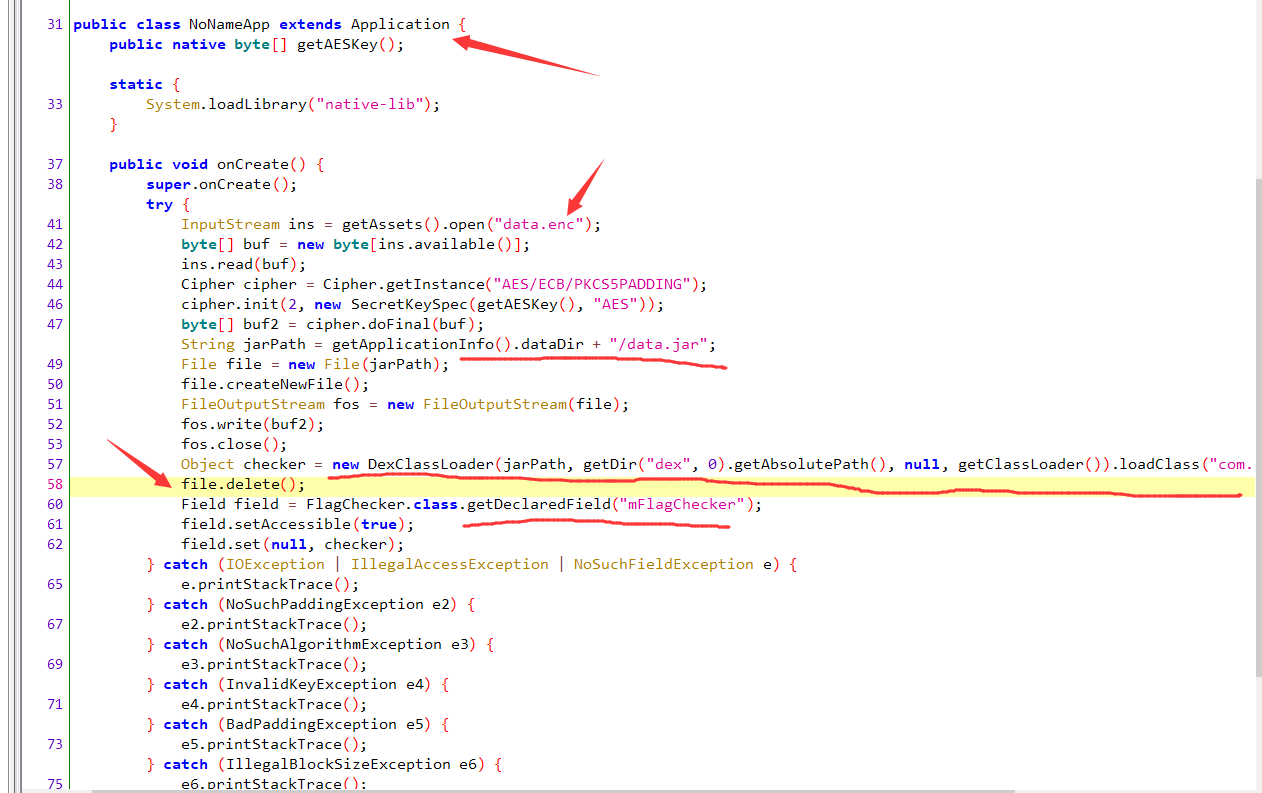 31 public class NoNameApp extends Application {
public native byte[] getAESKey();
static {
33 System.loadLibrary("native-lib");
}
37 public void onCreate() {
38 super.onCreate();
try {
41 InputStream ins = getAssets().open("data.enc");
42 byte[] buf = new byte[ins.available()];
43 ins.read(buf);
44 Cipher cipher = Cipher.getInstance("AES/ECB/PKCS5PADDING");
46 cipher.init(2, new SecretKeySpec(getAESKey(), "AES"));
47 byte[] buf2 = cipher.doFinal(buf);
String jarPath = getApplicationInfo().dataDir + "/data.jar";
49 File file = new File(jarPath);
50 file.createNewFile();
51 FileOutputStream fos = new FileOutputStream(file);
52 fos.write(buf2);
53 fos.close();
57 Object checker = new DexClassLoader(jarPath, getDir("dex", 0).getAbsolutePath(), null, getClassLoader()).loadClass("com.
58 file.delete();
60 Field field = FlagChecker.class.getDeclaredField("mFlagChecker");
61 field.setAccessible(true);
62 field.set(null, checker);
} catch (IOException | IllegalAccessException | NoSuchFieldException e) {
65 e.printStackTrace();
} catch (NoSuchPaddingException e2) {
67 e2.printStackTrace();
} catch (NoSuchAlgorithmException e3) {
69 e3.printStackTrace();
} catch (InvalidKeyException e4) {
71 e4.printStackTrace();
} catch (BadPaddingException e5) {
73 e5.printStackTrace();
} catch (IllegalBlockSizeException e6) {
75 e6.printStackTrace();